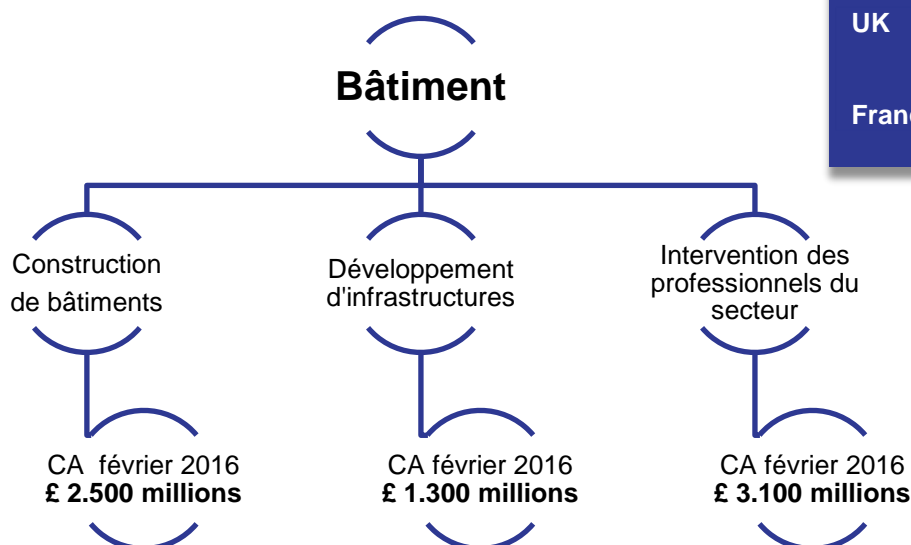 UK
Bâtiment
Construction
de bâtiments
Développement
d'infrastructures
Intervention des
professionnels du
secteur
CA février 2016
£ 2.500 millions
CA février 2016
£ 1.300 millions
CA février 2016
£ 3.100 millions